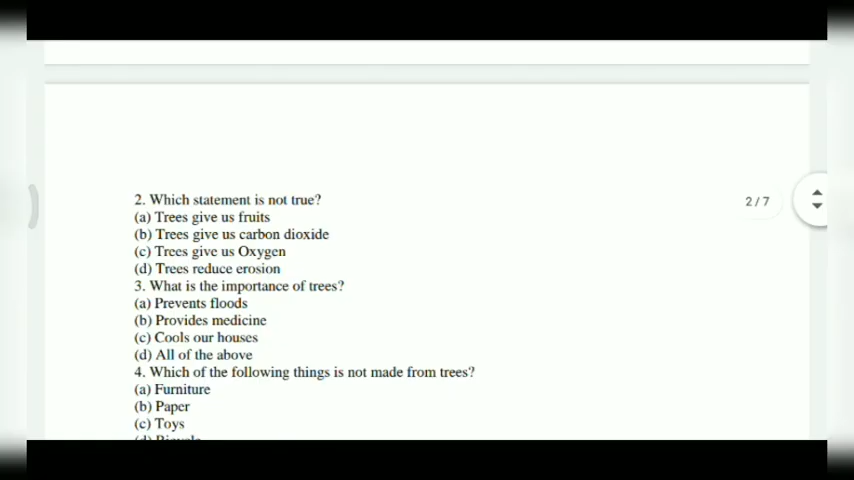 2. Which statement is not true?
(a) Trees give us fruits
2/7
(b) Trees give us carbon dioxide
(c) Trees give us Oxygen
(d) Trees reduce erosion
3. What is the importance of trees?
(a) Prevents floods
(b) Provides medicine
(c) Cools our houses
(d) All of the above
4. Which of the following things is not made from trees?
(a) Furniture
(b) Paper
(c) Toys